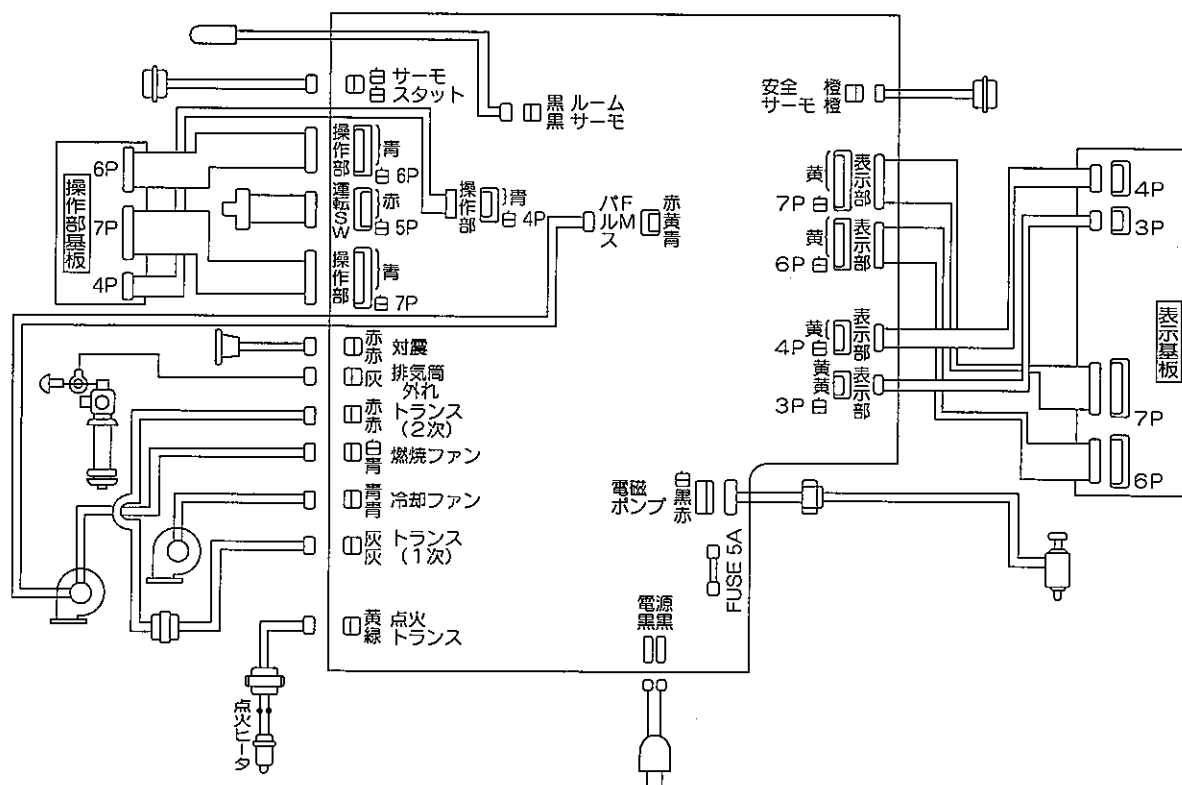 白 サーモ
白 スタット
黒 ルーム
黒 サーモ
安全 橙
サーモ 橙
操作部基板
6P
7P
4P
操作部
青
白 6P
運転SW
赤
白 5P
操作部
青
白 7P
操作部
青
白 4P
パルス
FM
赤
黄
青
黄
7P 白
表示部
黄
6P 白
表示部
黄
4P 白
表示部
黄
黄
3P 白
表示部
4P
3P
表示基板
7P
6P
赤
赤 対震
灰 排気筒
外れ
赤 トランス
赤 (2次)
白
青 燃焼ファン
青
青 冷却ファン
灰 トランス
灰 (1次)
黄 点火
緑 トランス
点火ヒータ
電磁 白
ポンプ 黒
赤
FUSE 5A
電源
黒黒